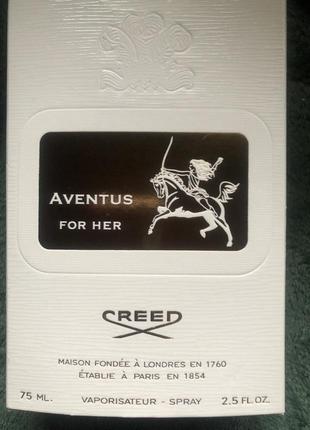 AVENTUS
FOR HER
CREED
MAISON FONDÉE À LONDRES EN 1760
ÉTABLIE À PARIS EN 1854
75 ML. VAPORISATEUR - SPRAY 2.5 FL.OZ.